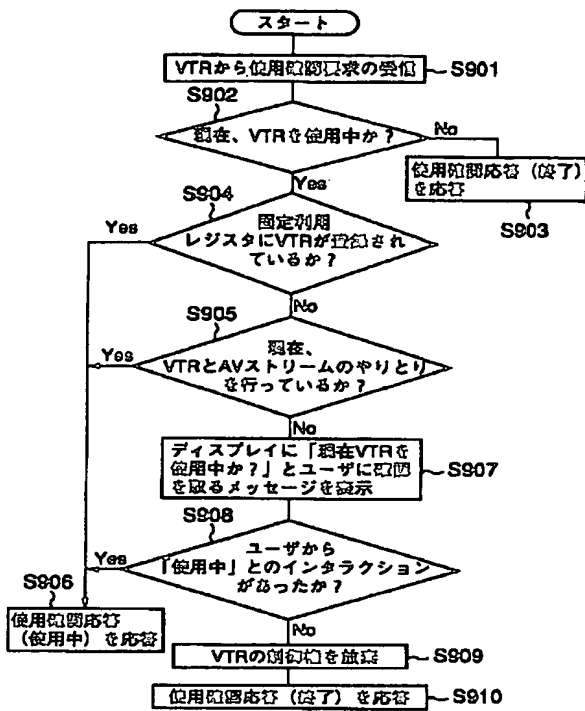 スタート
VTRから使用確認要求の受信
S901
S902
現在、VTRを使用中か？
No
Yes
使用確認応答（終了）
を応答
S903
S904
固定利用
レジスタにVTRが登録され
ているか？
Yes
No
S905
現在、
VTRとAVストリームのやりとり
を行っているか？
Yes
No
ディスプレイに「現在VTRを
使用中か？」とユーザに確認
を取るメッセージを表示
S907
S908
ユーザから
「使用中」とのインタラクション
があったか？
Yes
No
S906
使用確認応答
（使用中）を応答
VTRの制御権を放棄
S909
使用確認応答（終了）を応答
S910